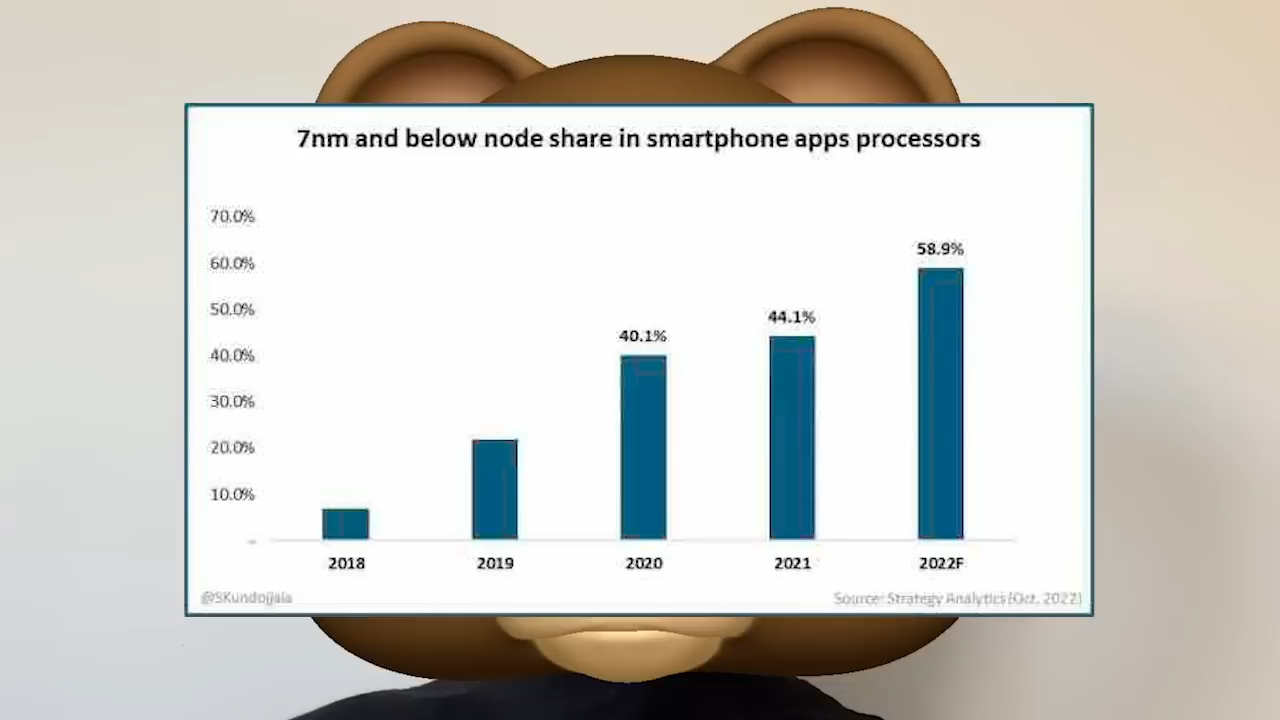 7nm and below node share in smartphone apps processors
70.0%
60.0%
50.0%
40.0%
30.0%
20.0%
10.0%
-
40.1%
44.1%
58.9%
2018 2019 2020 2021 2022F
@SKundojjala
Source: Strategy Analytics (Oct, 2022)